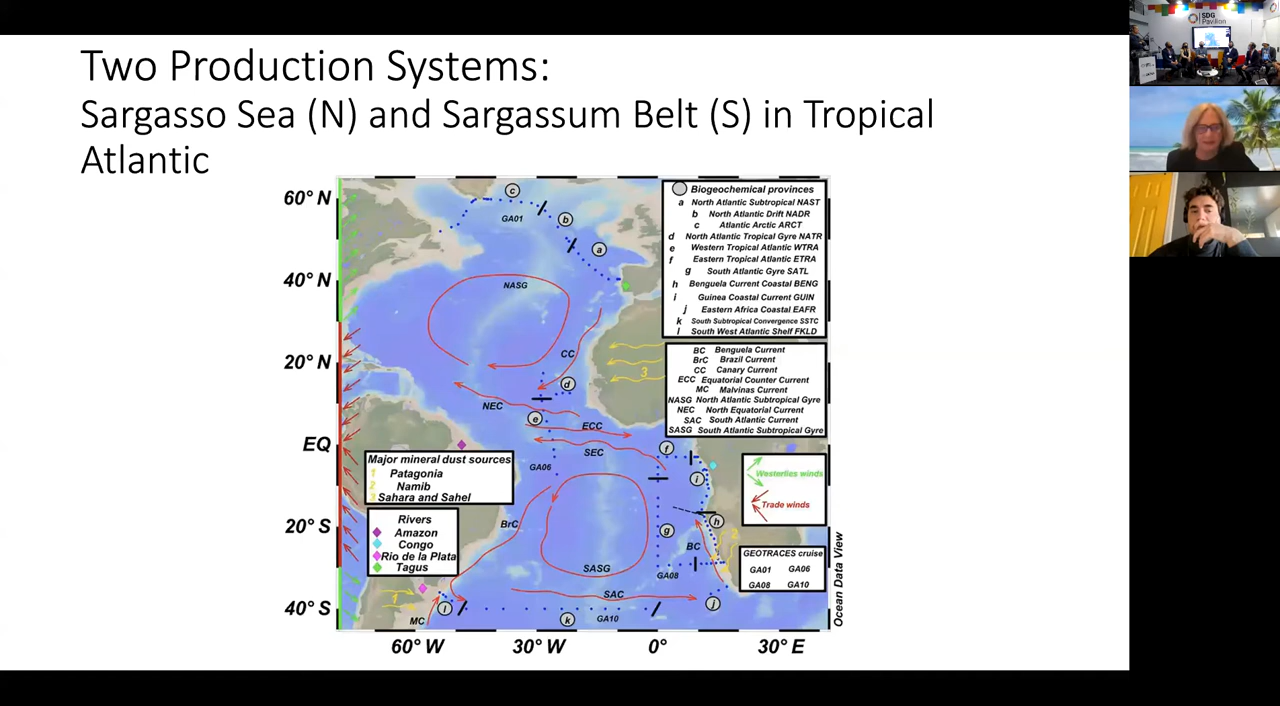 Two Production Systems:
Sargasso Sea (N) and Sargassum Belt (S) in Tropical
Atlantic
SDG
Pavilion
60° N
40° N
20° N
EQ
20° S
40° S
60° W
30° W
0°
30° E
c
GA01
b
a
NASG
CC
d
NEC
e
ECC
SEC
GA06
f
i
h
g
BC
BrC
SASG
GA08
SAC
j
l
k
GA10
MC
1
2
3
Biogeochemical provinces
a North Atlantic Subtropical NAST
b North Atlantic Drift NADR
c Atlantic Arctic ARCT
d North Atlantic Tropical Gyre NATR
e Western Tropical Atlantic WTRA
f Eastern Tropical Atlantic ETRA
g South Atlantic Gyre SATL
h Benguela Current Coastal BENG
i Guinea Coastal Current GUIN
j Eastern Africa Coastal EAFR
k South Subtropical Convergence SSTC
l South West Atlantic Shelf FKLD
BC Benguela Current
BrC Brazil Current
CC Canary Current
ECC Equatorial Counter Current
MC Malvinas Current
NASG North Atlantic Subtropical Gyre
NEC North Equatorial Current
SAC South Atlantic Current
SASG South Atlantic Subtropical Gyre
Westerlies winds
Trade winds
GEOTRACES cruise
GA01 GA06
GA08 GA10
Major mineral dust sources
1 Patagonia
2 Namib
3 Sahara and Sahel
Rivers
Amazon
Congo
Rio de la Plata
Tagus
Ocean Data View